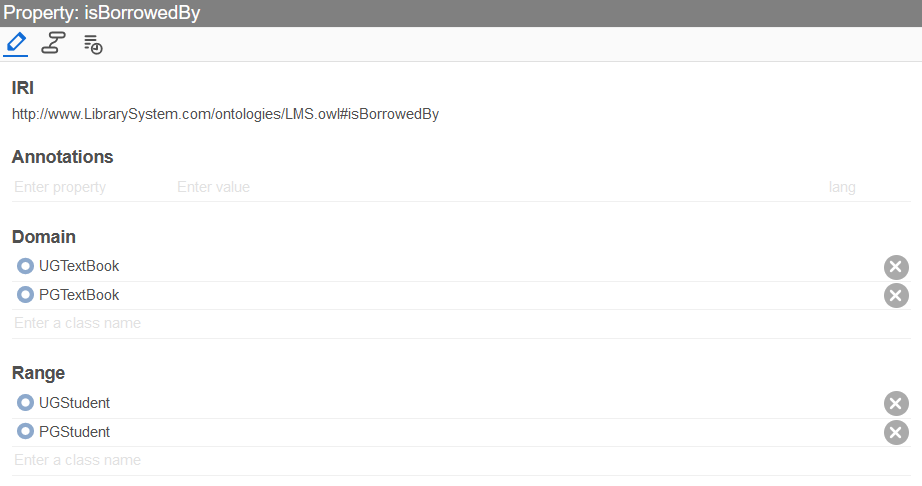 Property: isBorrowedBy
IRI
http://www.LibrarySystem.com/ontologies/LMS.owl#isBorrowedBy
Annotations
Enter property Enter value lang
Domain
UGTextBook
PGTextBook
Enter a class name
Range
UGStudent
PGStudent
Enter a class name